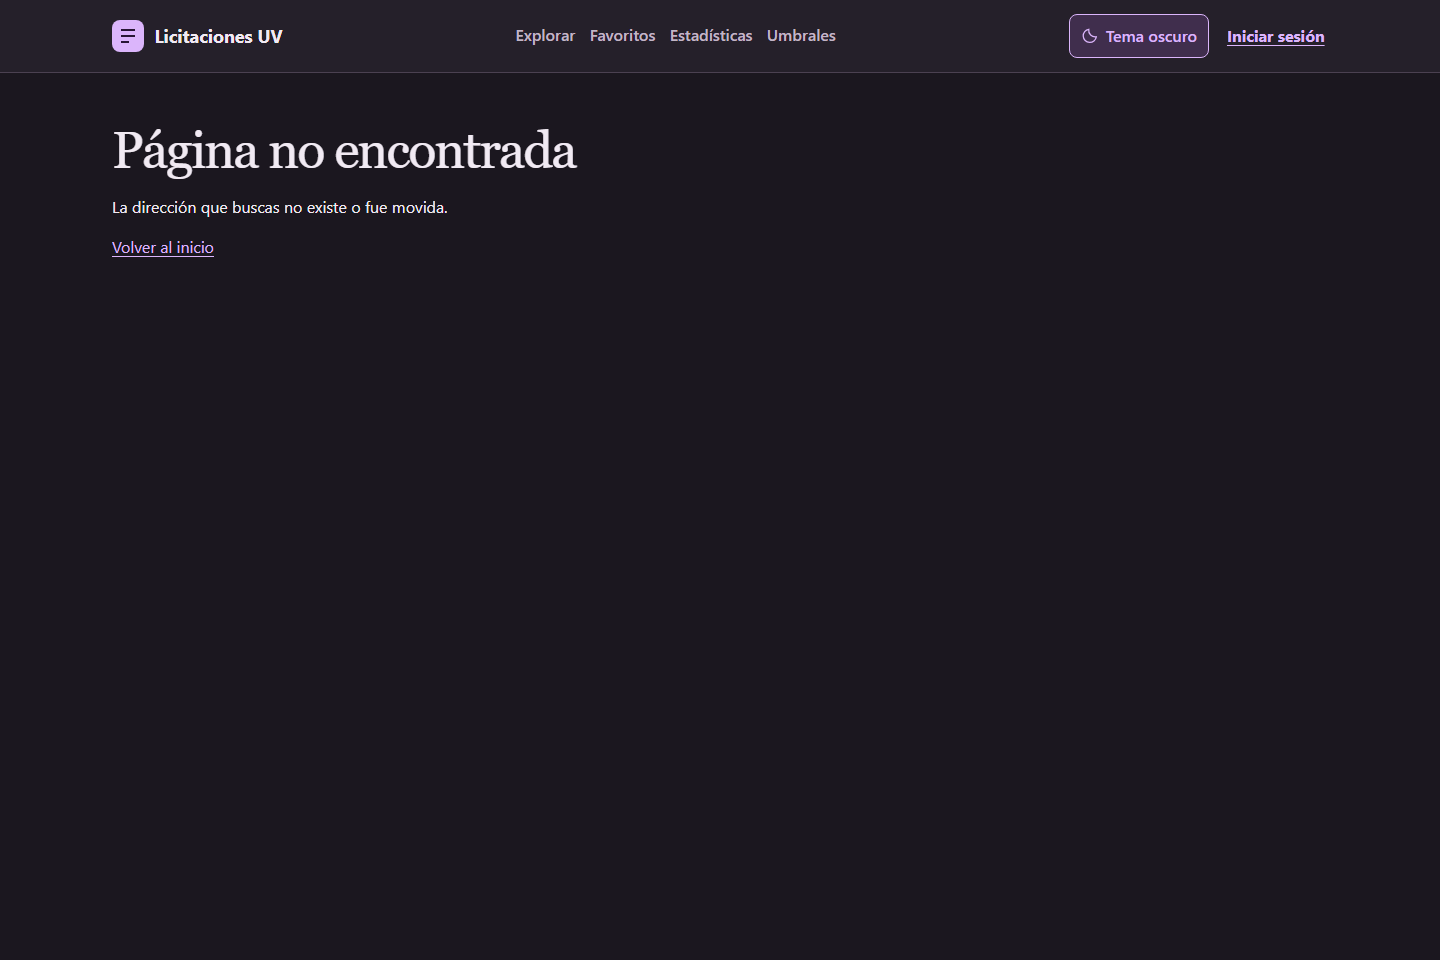 Licitaciones UV
Explorar Favoritos Estadísticas Umbrales
Tema oscuro
Iniciar sesión
Página no encontrada
La dirección que buscas no existe o fue movida.
Volver al inicio